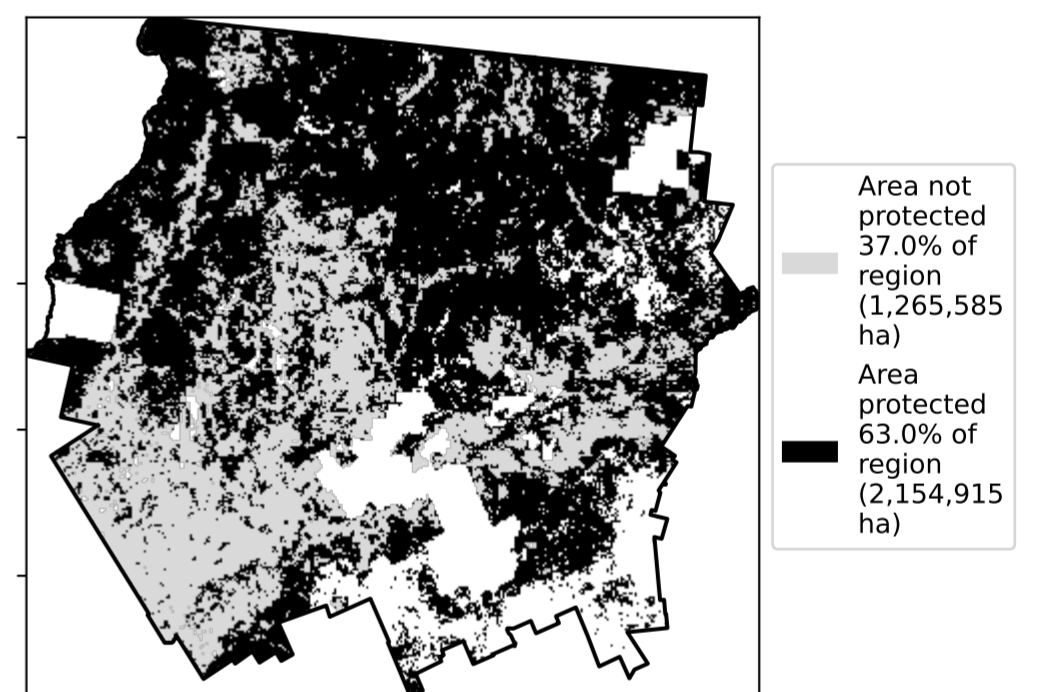 Area not
protected
37.0% of
region
(1,265,585
ha)
Area
protected
63.0% of
region
(2,154,915
ha)